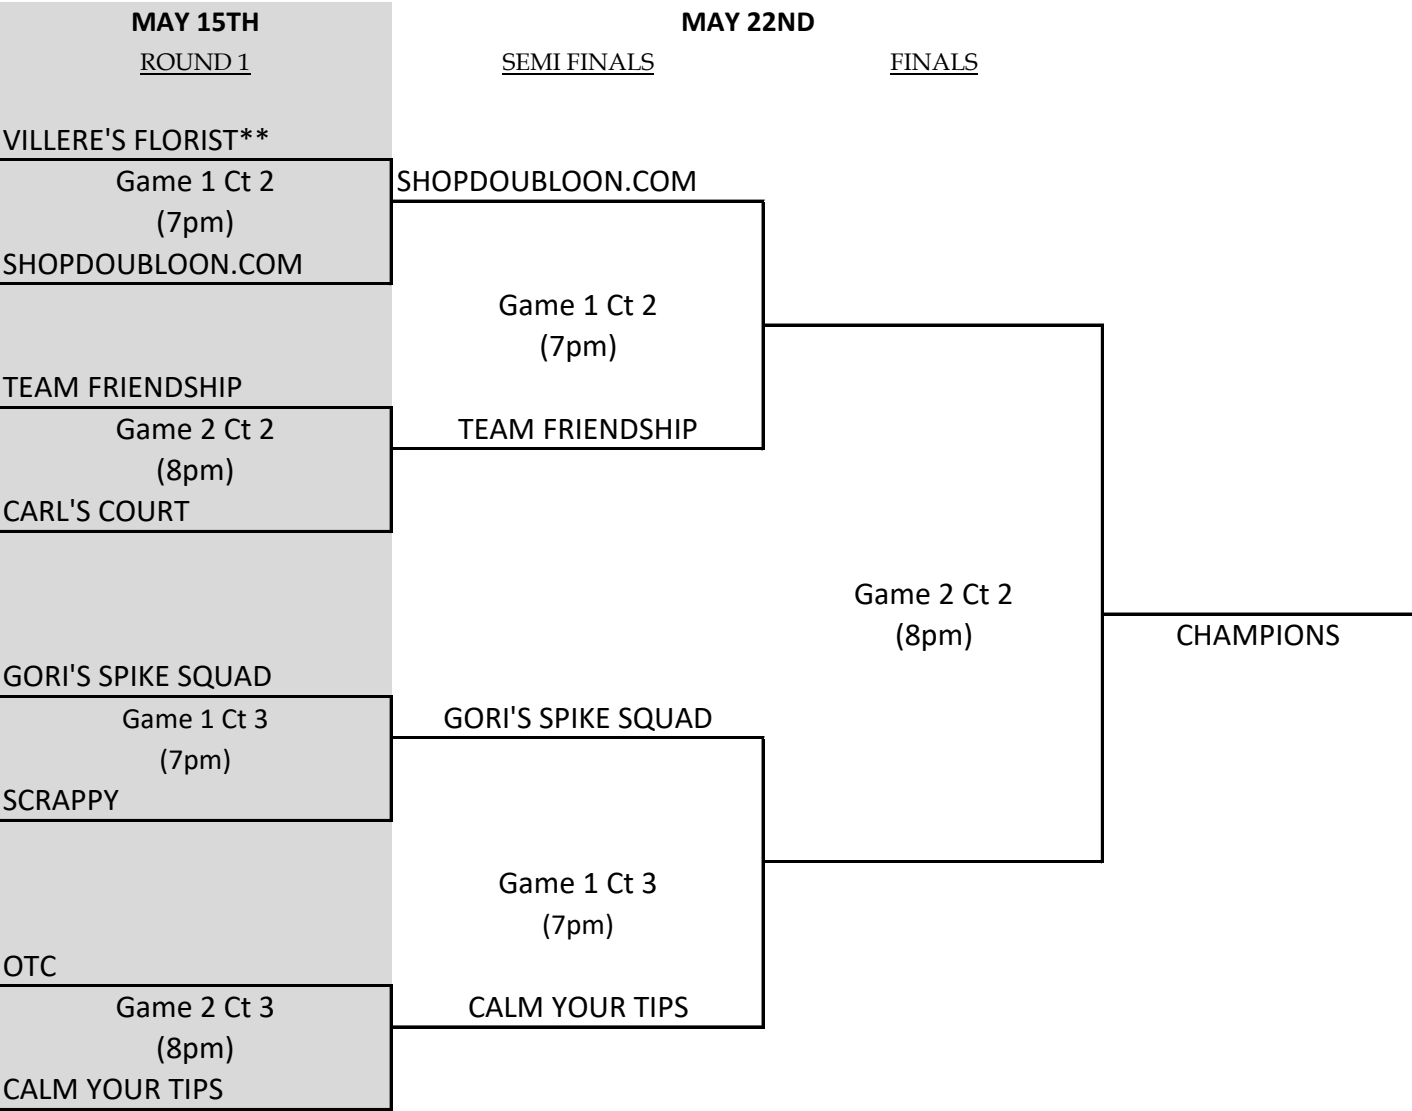 MAY 15TH
MAY 22ND
ROUND 1
SEMI FINALS
FINALS
VILLERE'S FLORIST**
Game 1 Ct 2
(7pm)
SHOPDOUBLOON.COM
SHOPDOUBLOON.COM
Game 1 Ct 2
(7pm)
TEAM FRIENDSHIP
Game 2 Ct 2
(8pm)
CARL'S COURT
TEAM FRIENDSHIP
Game 2 Ct 2
(8pm)
CHAMPIONS
GORI'S SPIKE SQUAD
Game 1 Ct 3
(7pm)
SCRAPPY
GORI'S SPIKE SQUAD
Game 1 Ct 3
(7pm)
OTC
Game 2 Ct 3
(8pm)
CALM YOUR TIPS
CALM YOUR TIPS